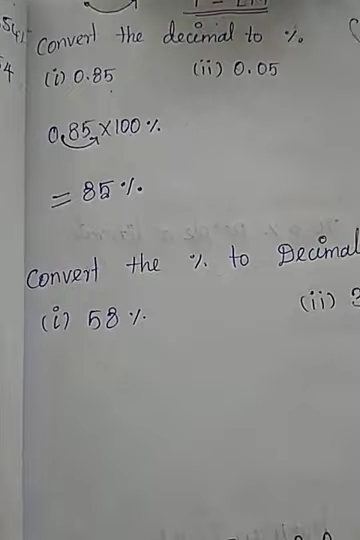 Convert the decimal to %.
(i) 0.85 (ii) 0.05
0.85 × 100 %
= 85 %.
Convert the % to Decimal
(i) 58 % (ii)